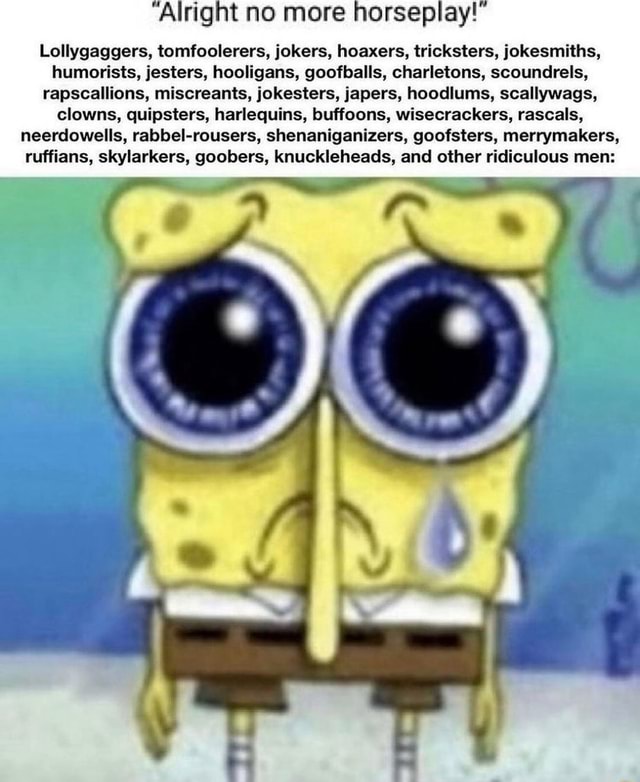 "Alright no more horseplay!"
Lollygaggers, tomfoolerers, jokers, hoaxers, tricksters, jokesmiths,
humorists, jesters, hooligans, goofballs, charletons, scoundrels,
rapscallions, miscreants, jokesters, japers, hoodlums, scallywags,
clowns, quipsters, harlequins, buffoons, wisecrackers, rascals,
neerdowells, rabbel-rousers, shenaniganizers, goofsters, merrymakers,
ruffians, skylarkers, goobers, knuckleheads, and other ridiculous men: